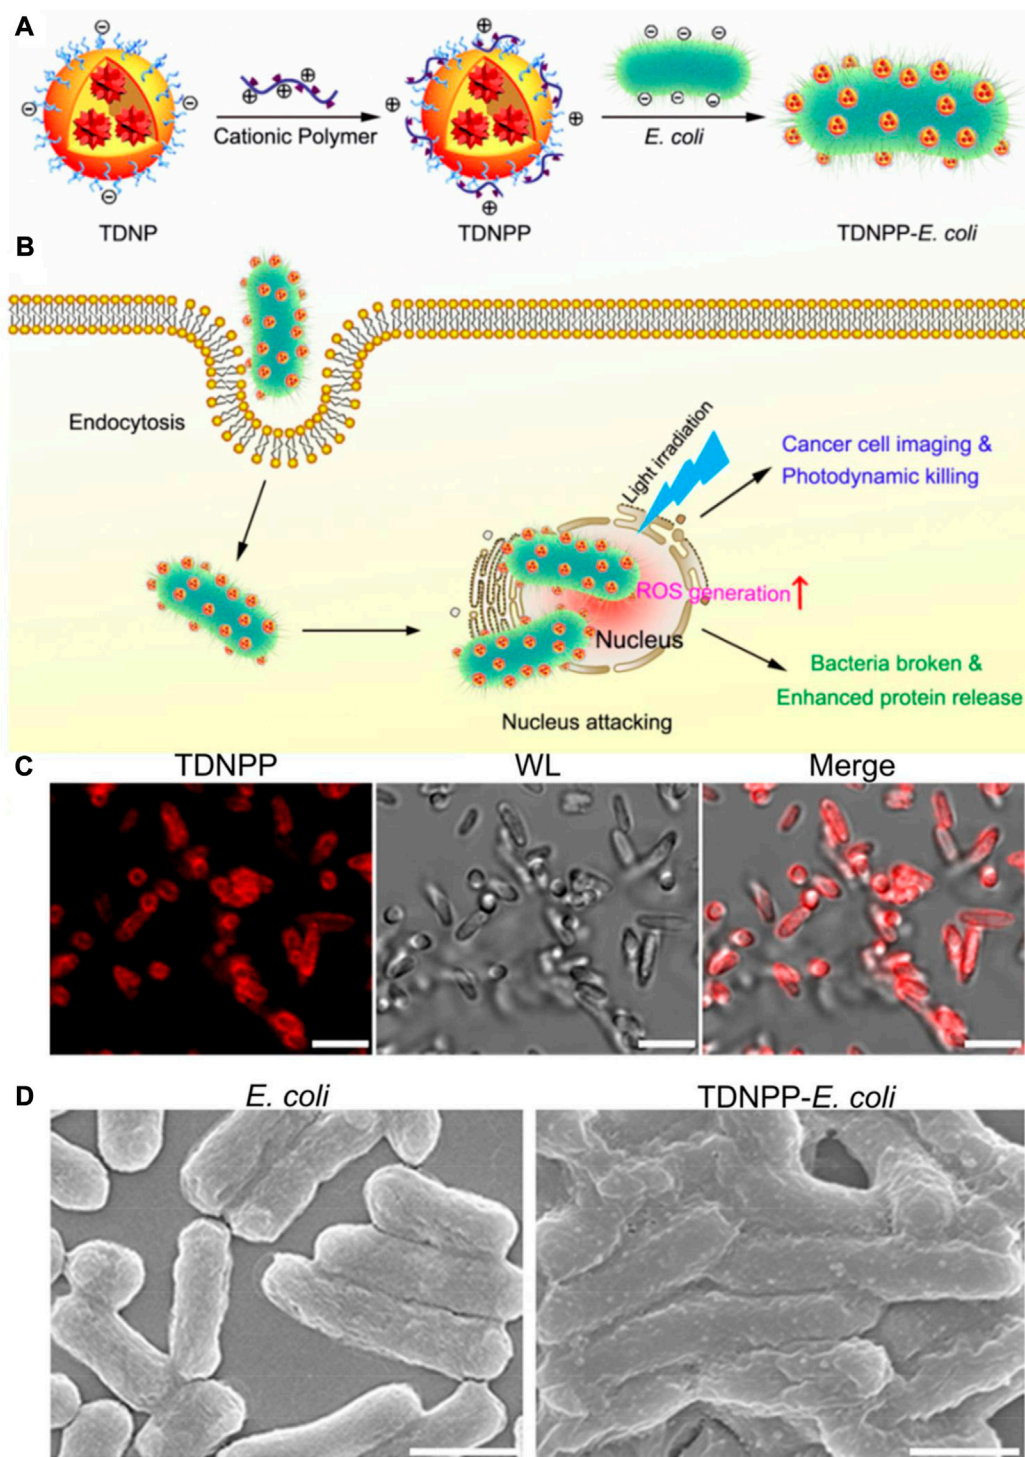 A
Cationic Polymer
E. coli
TDNP
TDNPP
TDNPP-E. coli
B
Endocytosis
Light irradiation
Cancer cell imaging &
Photodynamic killing
ROS generation
Nucleus
Bacteria broken &
Enhanced protein release
Nucleus attacking
C
TDNPP
WL
Merge
D
E. coli
TDNPP-E. coli